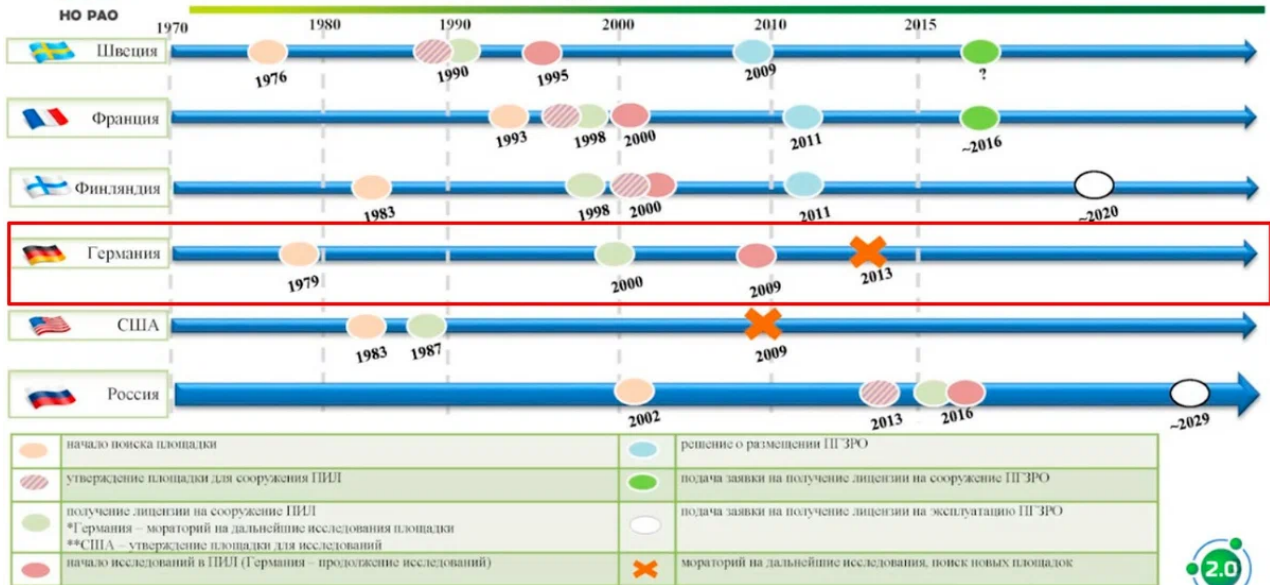 НО РАО
1970 1980 1990 2000 2010 2015
Швеция
1976 1990 1995 2009 ?
Франция
1993 1998 2000 2011 ~2016
Финляндия
1983 1998 2000 2011 ~2020
Германия
1979 2000 2009 2013
США
1983 1987 2009
Россия
2002 2013 2016 ~2029
начало поиска площадки
решение о размещении ПГЗРО
утверждение площадки для сооружения ПИЛ
подача заявки на получение лицензии на сооружение ПГЗРО
получение лицензии на сооружение ПИЛ
*Германия – мораторий на дальнейшие исследования площадки
**США – утверждение площадки для исследований
подача заявки на получение лицензии на эксплуатацию ПГЗРО
начало исследований в ПИЛ (Германия – продолжение исследований)
мораторий на дальнейшие исследования, поиск новых площадок
2.0